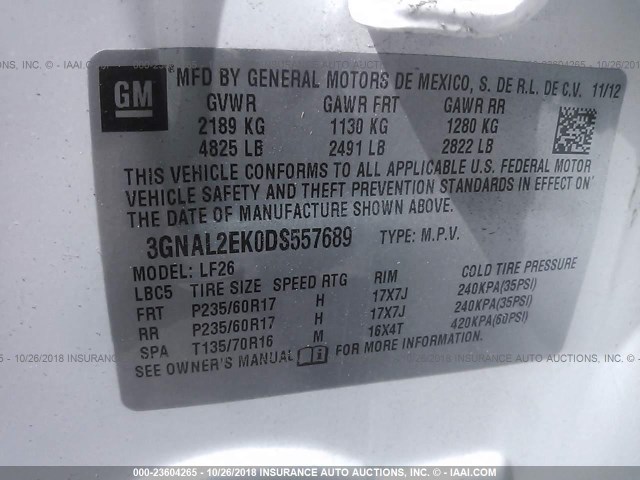 GM
MFD BY GENERAL MOTORS DE MEXICO, S. DE R.L. DE C.V. 11/12
GVWR GAWR FRT GAWR RR
2189 KG 1130 KG 1280 KG
4825 LB 2491 LB 2822 LB
THIS VEHICLE CONFORMS TO ALL APPLICABLE U.S. FEDERAL MOTOR
VEHICLE SAFETY AND THEFT PREVENTION STANDARDS IN EFFECT ON
THE DATE OF MANUFACTURE SHOWN ABOVE.
3GNAL2EK0DS557689 TYPE: M.P.V.
MODEL: LF26
LBC5 TIRE SIZE SPEED RTG RIM COLD TIRE PRESSURE
FRT P235/60R17 H 17X7J 240KPA(35PSI)
RR P235/60R17 H 17X7J 240KPA(35PSI)
SPA T135/70R16 M 16X4T 420KPA(60PSI)
SEE OWNER'S MANUAL FOR MORE INFORMATION.
000-23604265 - 10/26/2018 INSURANCE AUTO AUCTIONS, INC. - © IAAI.COM